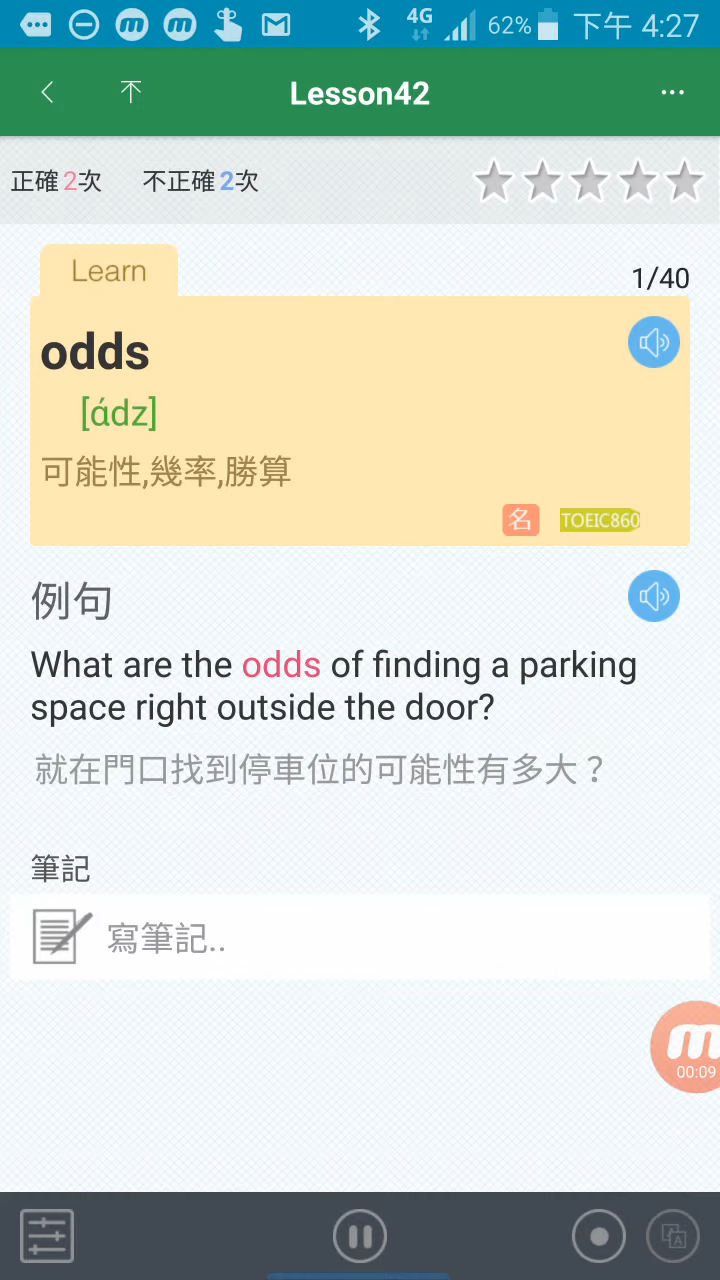 4G 62% 下午 4:27
Lesson42
正確2次 不正確2次
Learn
1/40
odds
[ɑ́dz]
可能性,幾率,勝算
名 TOEIC860
例句
What are the odds of finding a parking
space right outside the door?
就在門口找到停車位的可能性有多大？
筆記
寫筆記..
00:09